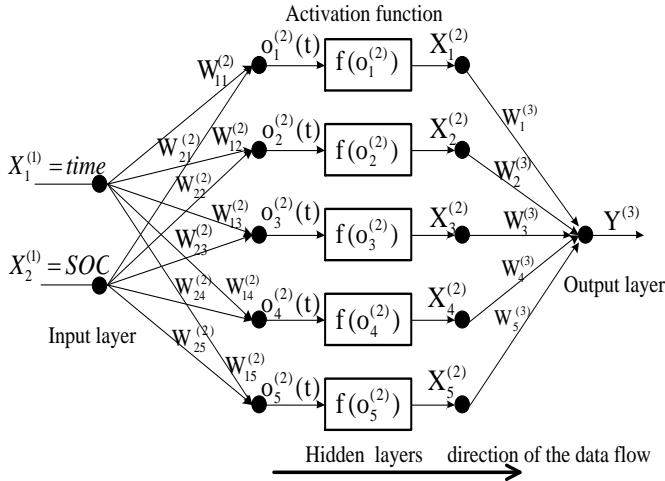 Activation function
W₁₁⁽²⁾
o₁⁽²⁾(t)
f(o₁⁽²⁾)
X₁⁽²⁾
W₁⁽³⁾
W₂₁⁽²⁾
W₁₂⁽²⁾
o₂⁽²⁾(t)
f(o₂⁽²⁾)
X₂⁽²⁾
W₂⁽³⁾
X₁⁽¹⁾ = time
W₂₂⁽²⁾
W₁₃⁽²⁾
o₃⁽²⁾(t)
f(o₃⁽²⁾)
X₃⁽²⁾
W₃⁽³⁾
Y⁽³⁾
W₂₃⁽²⁾
X₂⁽¹⁾ = SOC
W₂₄⁽²⁾
W₁₄⁽²⁾
o₄⁽²⁾(t)
f(o₄⁽²⁾)
X₄⁽²⁾
W₄⁽³⁾
Output layer
Input layer
W₂₅⁽²⁾
W₁₅⁽²⁾
o₅⁽²⁾(t)
f(o₅⁽²⁾)
X₅⁽²⁾
W₅⁽³⁾
Hidden layers
direction of the data flow